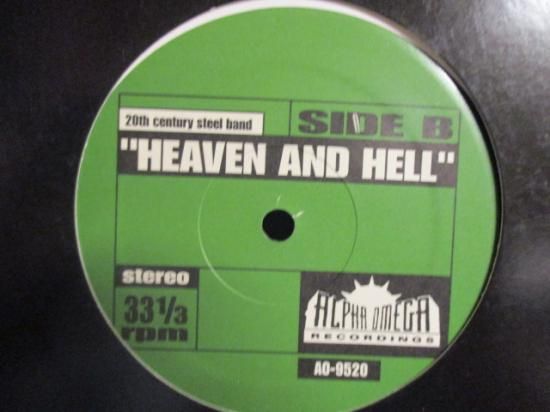 20th century steel band
SIDE B
"HEAVEN AND HELL"
stereo
33 1/3
rpm
ALPHA OMEGA
RECORDINGS
AO-9520